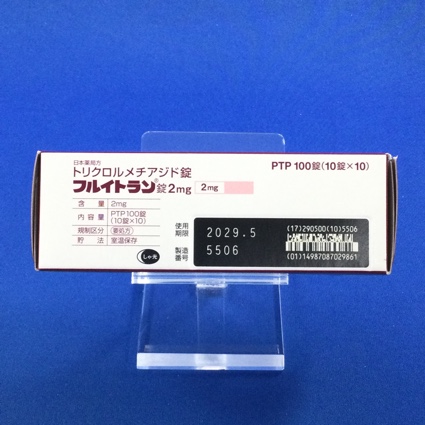 日本薬局方
トリクロルメチアジド錠
フルイトラン®錠2mg
2mg
PTP 100錠(10錠×10)
含量 2mg
内容量 PTP100錠
(10錠×10)
規制区分 要処方
貯法 室温保存
しゃ光
使用
期限 2029.5
製造
番号 5506
(17)290500(10)5506
(01)14987087029861